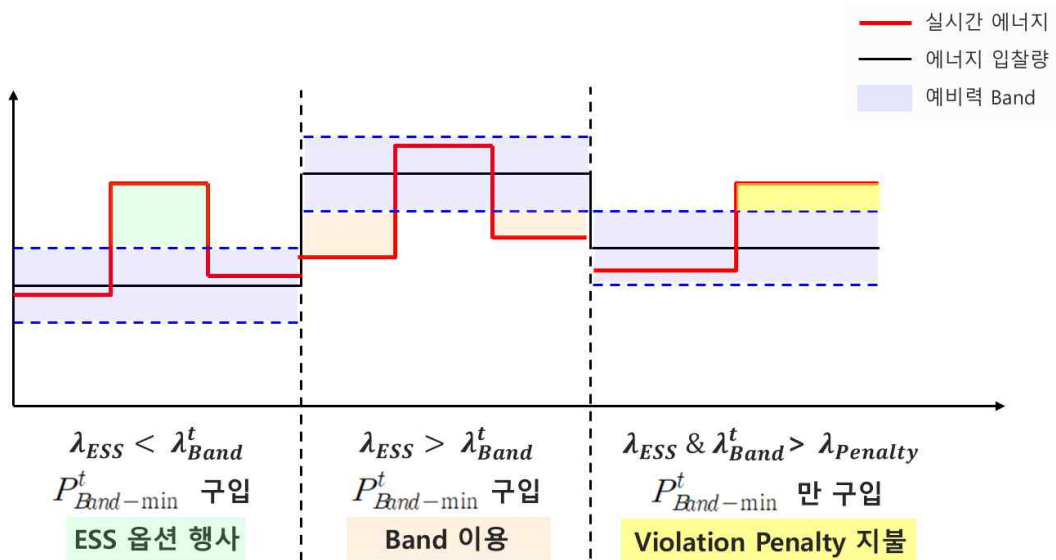 실시간 에너지
에너지 입찰량
예비력 Band
λ_ESS < λ^t_Band
P^t_Band−min 구입
ESS 옵션 행사
λ_ESS > λ^t_Band
P^t_Band−min 구입
Band 이용
λ_ESS & λ^t_Band > λ_Penalty
P^t_Band−min 만 구입
Violation Penalty 지불